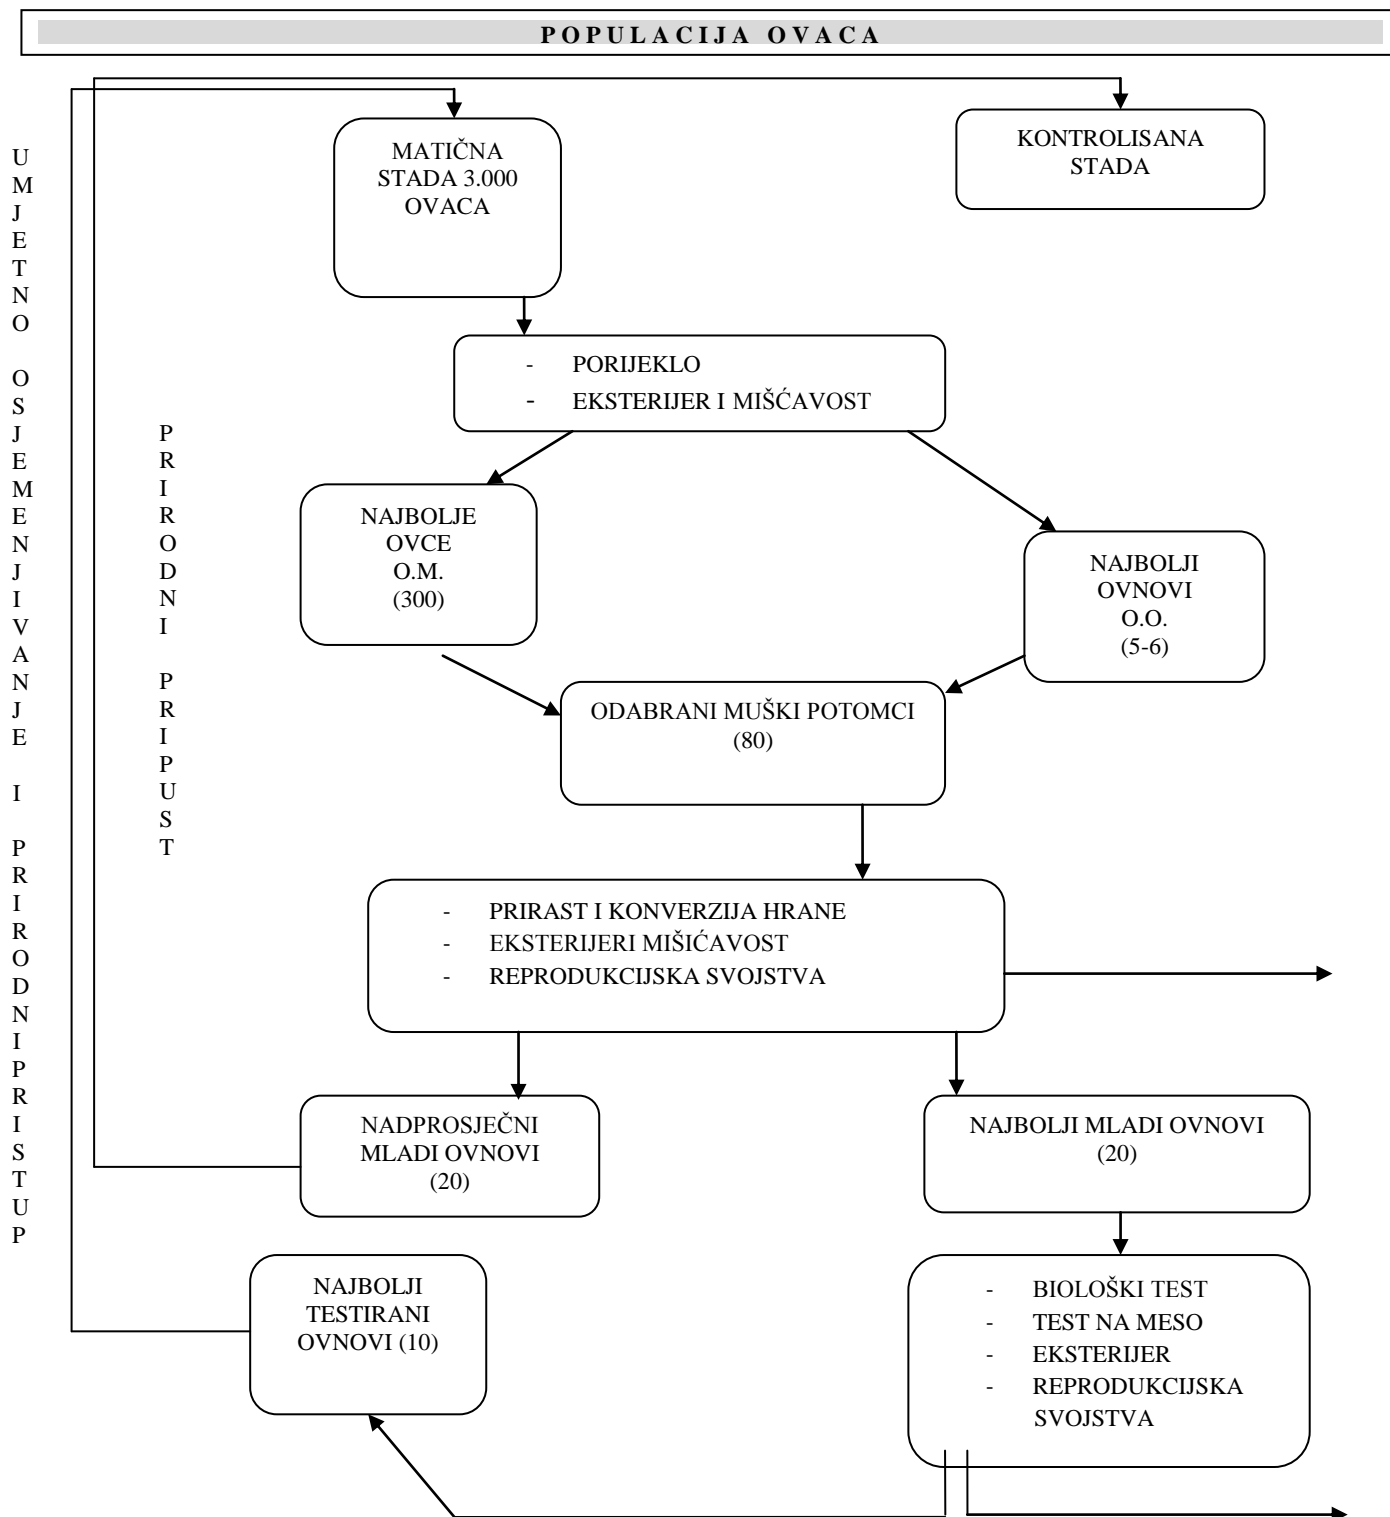 POPULACIJA OVACA
MATIČNA
STADA 3.000
OVACA
KONTROLISANA
STADA
UMJETNO OSJEMENJIVANJE I PRIRODNIPRISTUP
PRIRODNI PRIPUST
- PORIJEKLO
- EKSTERIJER I MIŠĆAVOST
NAJBOLJE
OVCE
O.M.
(300)
NAJBOLJI
OVNOVI
O.O.
(5-6)
ODABRANI MUŠKI POTOMCI
(80)
- PRIRAST I KONVERZIJA HRANE
- EKSTERIJERI MIŠIĆAVOST
- REPRODUKCIJSKA SVOJSTVA
NADPROSJEČNI
MLADI OVNOVI
(20)
NAJBOLJI MLADI OVNOVI
(20)
NAJBOLJI
TESTIRANI
OVNOVI (10)
- BIOLOŠKI TEST
- TEST NA MESO
- EKSTERIJER
- REPRODUKCIJSKA
SVOJSTVA